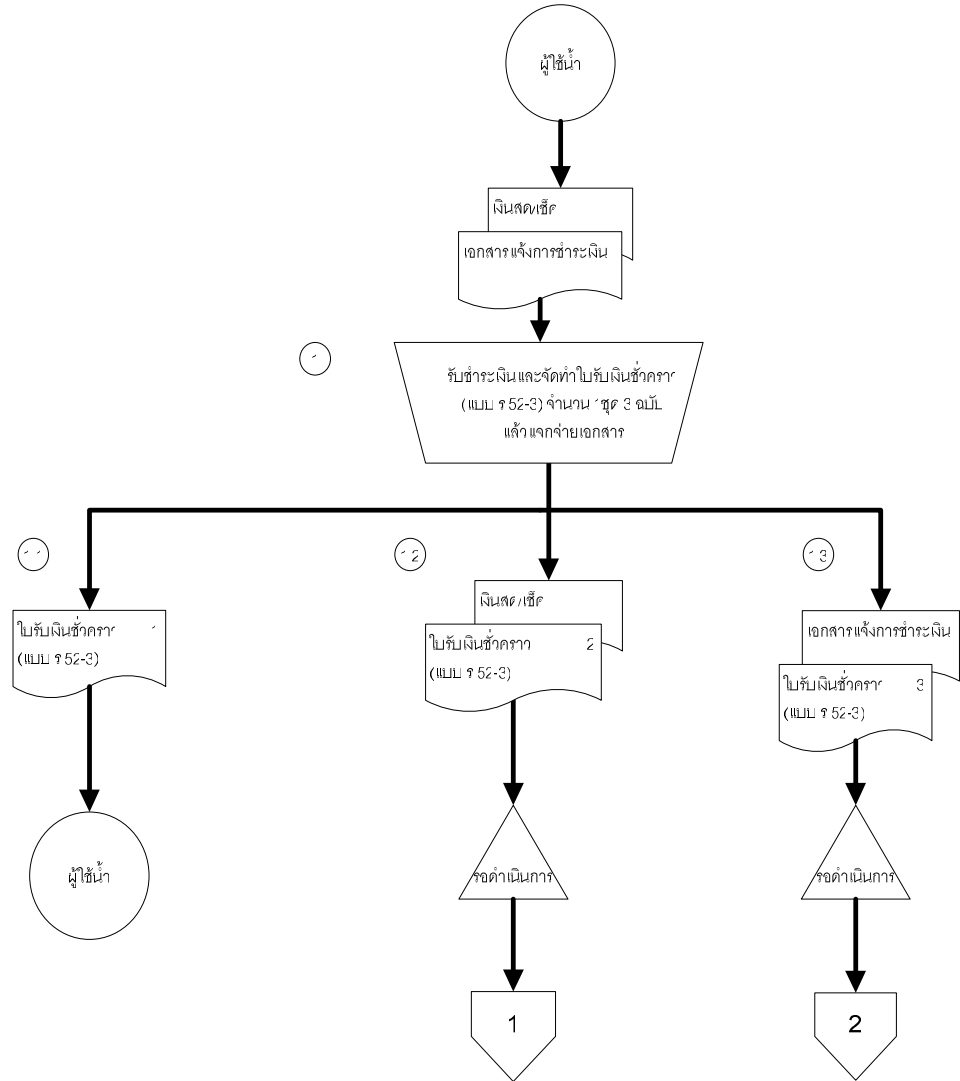 ผู้ใช้น้ำ
เงินสด/เช็ค
เอกสารแจ้งการชำระเงิน
1
รับชำระเงินและจัดทำใบรับเงินชั่วคราว
(แบบ ร 52-3) จำนวน 1ชุด 3 ฉบับ
แล้วแจกจ่ายเอกสาร
1.1
1.2
1.3
ใบรับเงินชั่วคราว 1
(แบบ ร 52-3)
เงินสด/เช็ค
ใบรับเงินชั่วคราว 2
(แบบ ร 52-3)
เอกสารแจ้งการชำระเงิน
ใบรับเงินชั่วคราว 3
(แบบ ร 52-3)
ผู้ใช้น้ำ
รอดำเนินการ
รอดำเนินการ
1
2